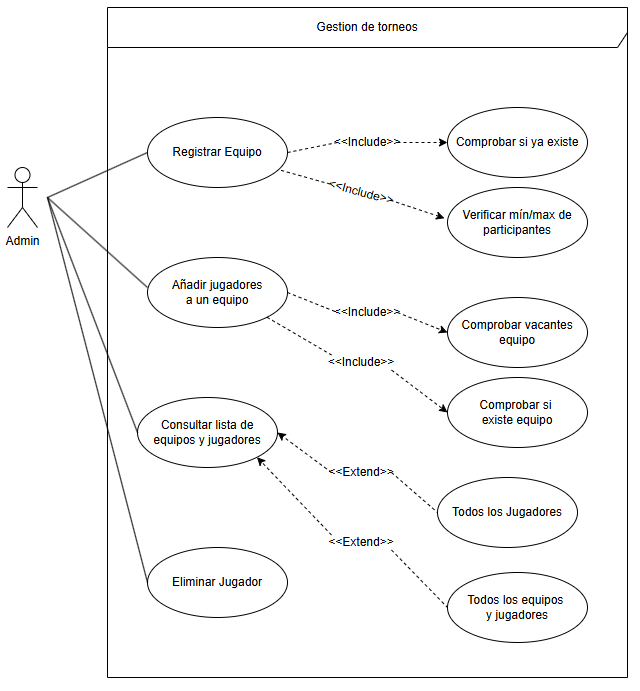 Gestion de torneos
Registrar Equipo
<<Include>>
Comprobar si ya existe
<<Include>>
Verificar mín/max de
participantes
Admin
Añadir jugadores
a un equipo
<<Include>>
Comprobar vacantes
equipo
<<Include>>
Comprobar si
existe equipo
Consultar lista de
equipos y jugadores
<<Extend>>
Todos los Jugadores
<<Extend>>
Eliminar Jugador
Todos los equipos
y jugadores